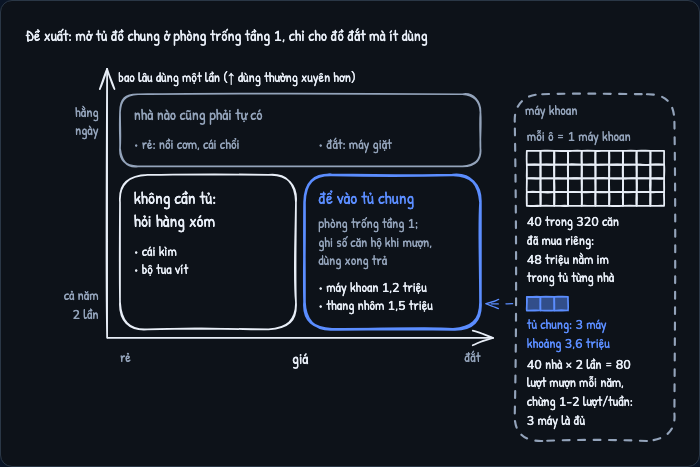 Đề xuất: mở tủ đồ chung ở phòng trống tầng 1, chỉ cho đồ đắt mà ít dùng
bao lâu dùng một lần (↑ dùng thường xuyên hơn)
hằng
ngày
nhà nào cũng phải tự có
• rẻ: nồi cơm, cái chổi
• đắt: máy giặt
không cần tủ:
hỏi hàng xóm
• cái kìm
• bộ tua vít
để vào tủ chung
phòng trống tầng 1;
ghi số căn hộ khi mượn,
dùng xong trả
• máy khoan 1,2 triệu
• thang nhôm 1,5 triệu
cả năm
2 lần
rẻ
giá
đắt
máy khoan
mỗi ô = 1 máy khoan
40 trong 320 căn
đã mua riêng:
48 triệu nằm im
trong tủ từng nhà
tủ chung: 3 máy
khoảng 3,6 triệu
40 nhà × 2 lần = 80
lượt mượn mỗi năm,
chừng 1–2 lượt/tuần:
3 máy là đủ